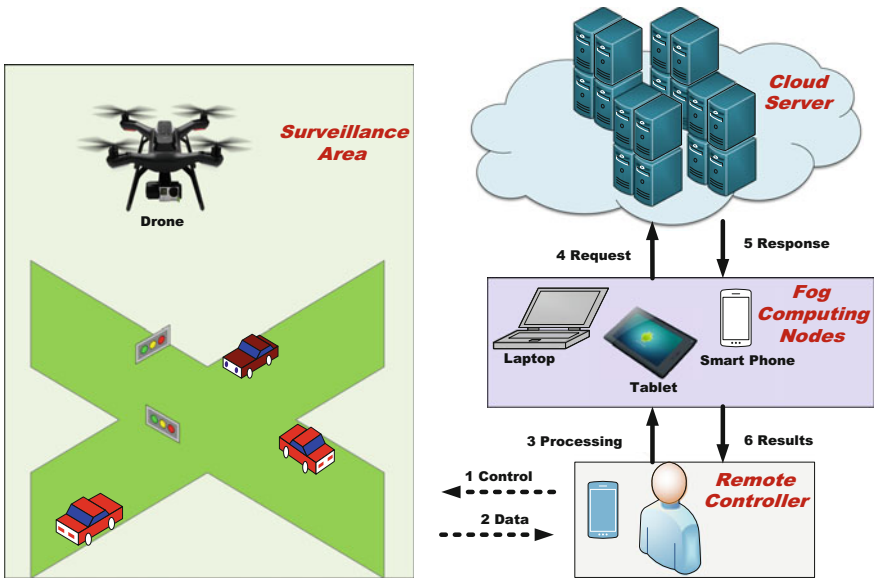 Surveillance
Area
Drone
Cloud
Server
4 Request
5 Response
Fog
Computing
Nodes
Laptop
Tablet
Smart Phone
3 Processing
6 Results
1 Control
2 Data
Remote
Controller